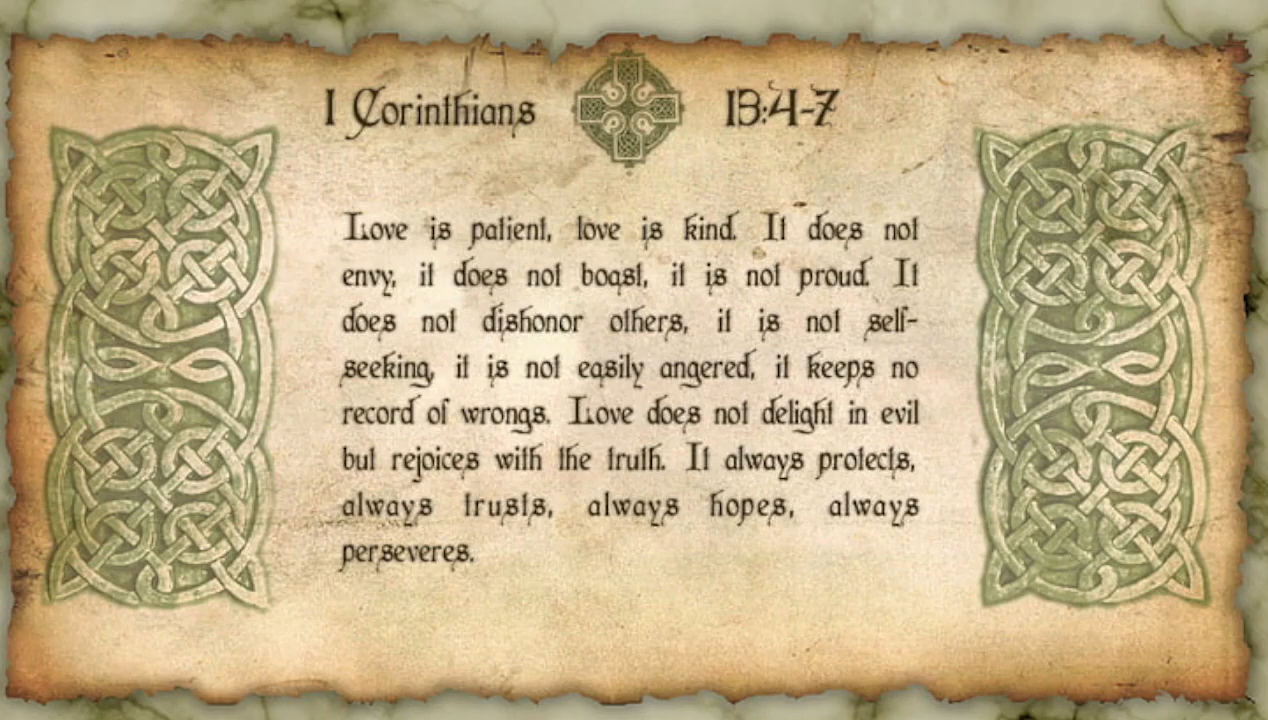 1 Corinthians 13:4-7
Love is patient, love is kind. It does not
envy, it does not boast, it is not proud. It
does not dishonor others, it is not self-
seeking, it is not easily angered, it keeps no
record of wrongs. Love does not delight in evil
but rejoices with the truth. It always protects,
always trusts, always hopes, always
perseveres.